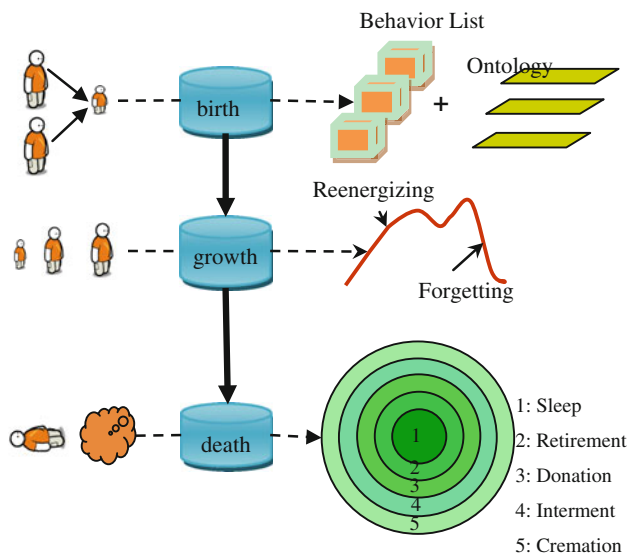 Behavior List
Ontology
birth
+
Reenergizing
growth
Forgetting
death
1
2
3
4
5
1: Sleep
2: Retirement
3: Donation
4: Interment
5: Cremation